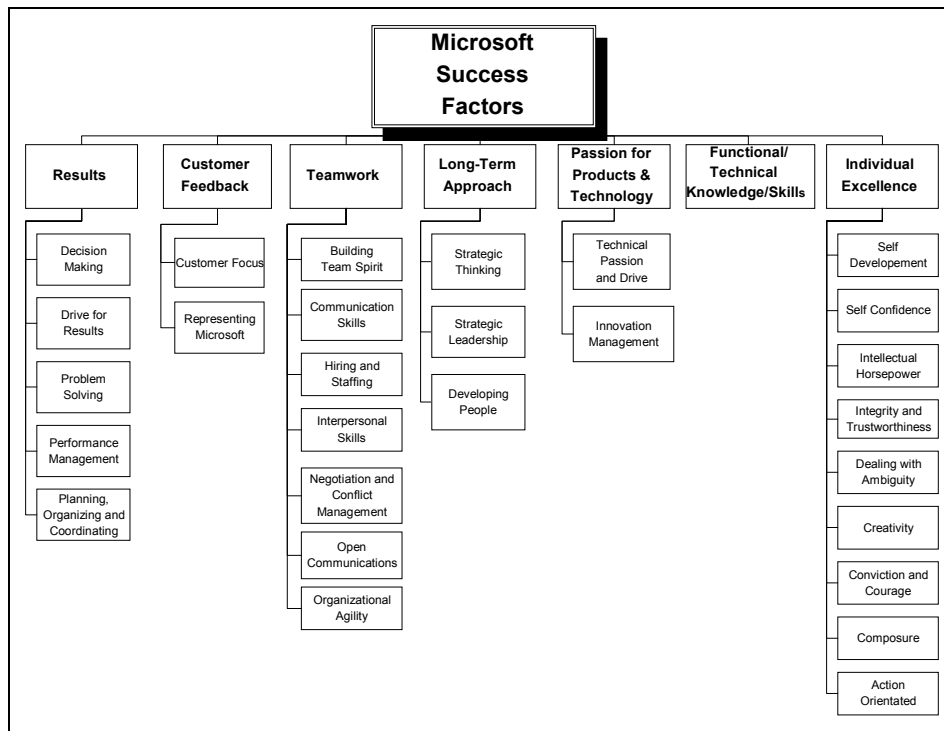 Microsoft
Success
Factors
Results
Decision
Making
Drive for
Results
Problem
Solving
Performance
Management
Planning,
Organizing and
Coordinating
Customer
Feedback
Customer Focus
Representing
Microsoft
Teamwork
Building
Team Spirit
Communication
Skills
Hiring and
Staffing
Interpersonal
Skills
Negotiation and
Conflict
Management
Open
Communications
Organizational
Agility
Long-Term
Approach
Strategic
Thinking
Strategic
Leadership
Developing
People
Passion for
Products &
Technology
Technical
Passion
and Drive
Innovation
Management
Functional/
Technical
Knowledge/Skills
Individual
Excellence
Self
Developement
Self Confidence
Intellectual
Horsepower
Integrity and
Trustworthiness
Dealing with
Ambiguity
Creativity
Conviction and
Courage
Composure
Action
Orientated